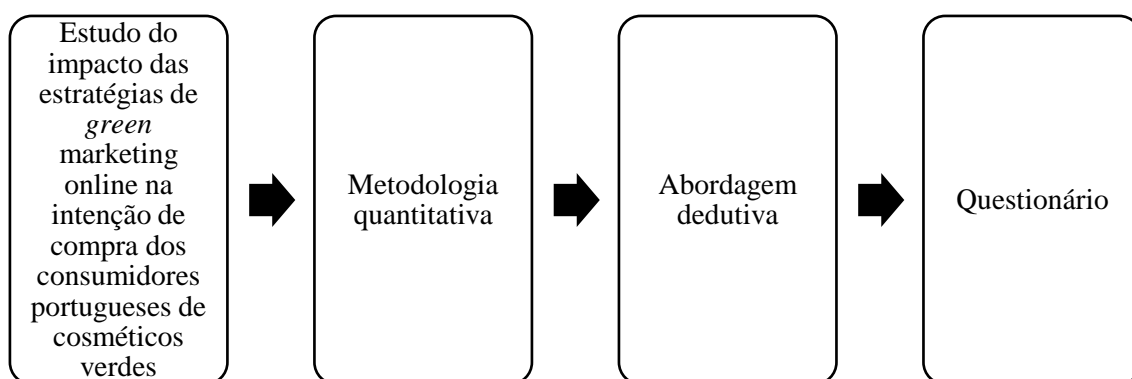 Estudo do
impacto das
estratégias de
green
marketing
online na
intenção de
compra dos
consumidores
portugueses de
cosméticos
verdes
Metodologia
quantitativa
Abordagem
dedutiva
Questionário